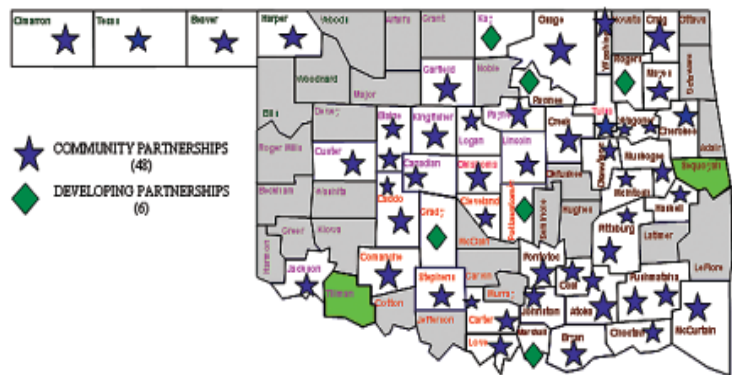 Cimarron
Texas
Beaver
Harper
Woods
Alfalfa
Grant
Kay
Osage
Washington
Nowata
Craig
Ottawa
Woodward
Major
Garfield
Noble
Pawnee
Rogers
Mayes
Delaware
Ellis
Dewey
Blaine
Kingfisher
Logan
Payne
Creek
Tulsa
Wagoner
Cherokee
Adair
COMMUNITY PARTNERSHIPS
(48)
DEVELOPING PARTNERSHIPS
(6)
Roger Mills
Custer
Canadian
Oklahoma
Lincoln
Okfuskee
Okmulgee
Muskogee
Sequoyah
Beckham
Washita
Caddo
Grady
Cleveland
Pottawatomie
Seminole
Hughes
McIntosh
Haskell
Pittsburg
Latimer
LeFlore
Greer
Kiowa
Harmon
Jackson
Tillman
Comanche
Cotton
Stephens
Jefferson
McClain
Garvin
Murray
Carter
Love
Pontotoc
Coal
Johnston
Atoka
Pushmataha
Marshall
Bryan
Choctaw
McCurtain